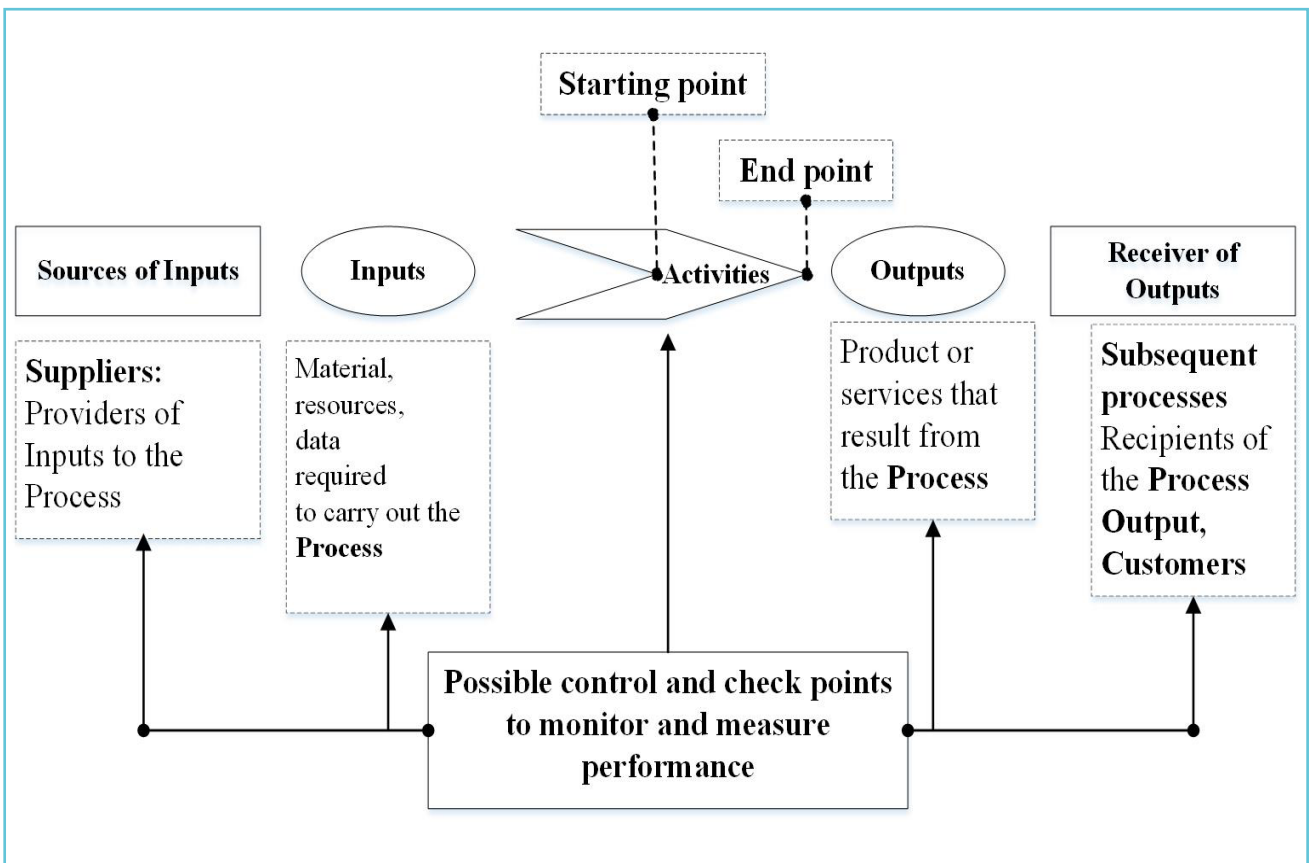 Starting point
End point
Sources of Inputs
Inputs
Activities
Outputs
Receiver of
Outputs
Suppliers:
Providers of
Inputs to the
Process
Material,
resources,
data
required
to carry out the
Process
Product or
services that
result from
the Process
Subsequent
processes
Recipients of
the Process
Output,
Customers
Possible control and check points
to monitor and measure
performance